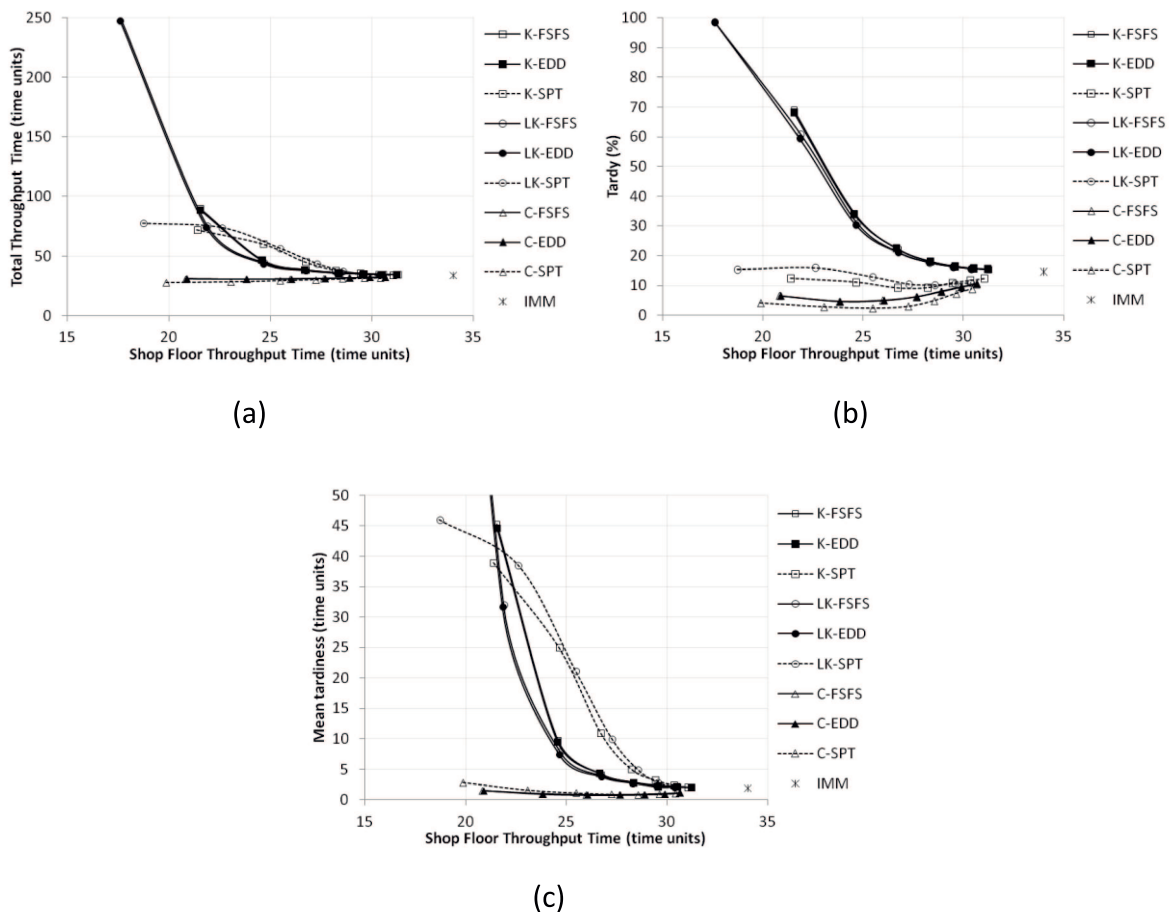 250
200
150
100
50
0
Total Throughput Time (time units)
15 20 25 30 35
Shop Floor Throughput Time (time units)
K-FSFS
K-EDD
K-SPT
LK-FSFS
LK-EDD
LK-SPT
C-FSFS
C-EDD
C-SPT
IMM
(a)
100
90
80
70
60
50
40
30
20
10
0
Tardy (%)
15 20 25 30 35
Shop Floor Throughput Time (time units)
K-FSFS
K-EDD
K-SPT
LK-FSFS
LK-EDD
LK-SPT
C-FSFS
C-EDD
C-SPT
IMM
(b)
50
45
40
35
30
25
20
15
10
5
0
Mean tardiness (time units)
15 20 25 30 35
Shop Floor Throughput Time (time units)
K-FSFS
K-EDD
K-SPT
LK-FSFS
LK-EDD
LK-SPT
C-FSFS
C-EDD
C-SPT
IMM
(c)